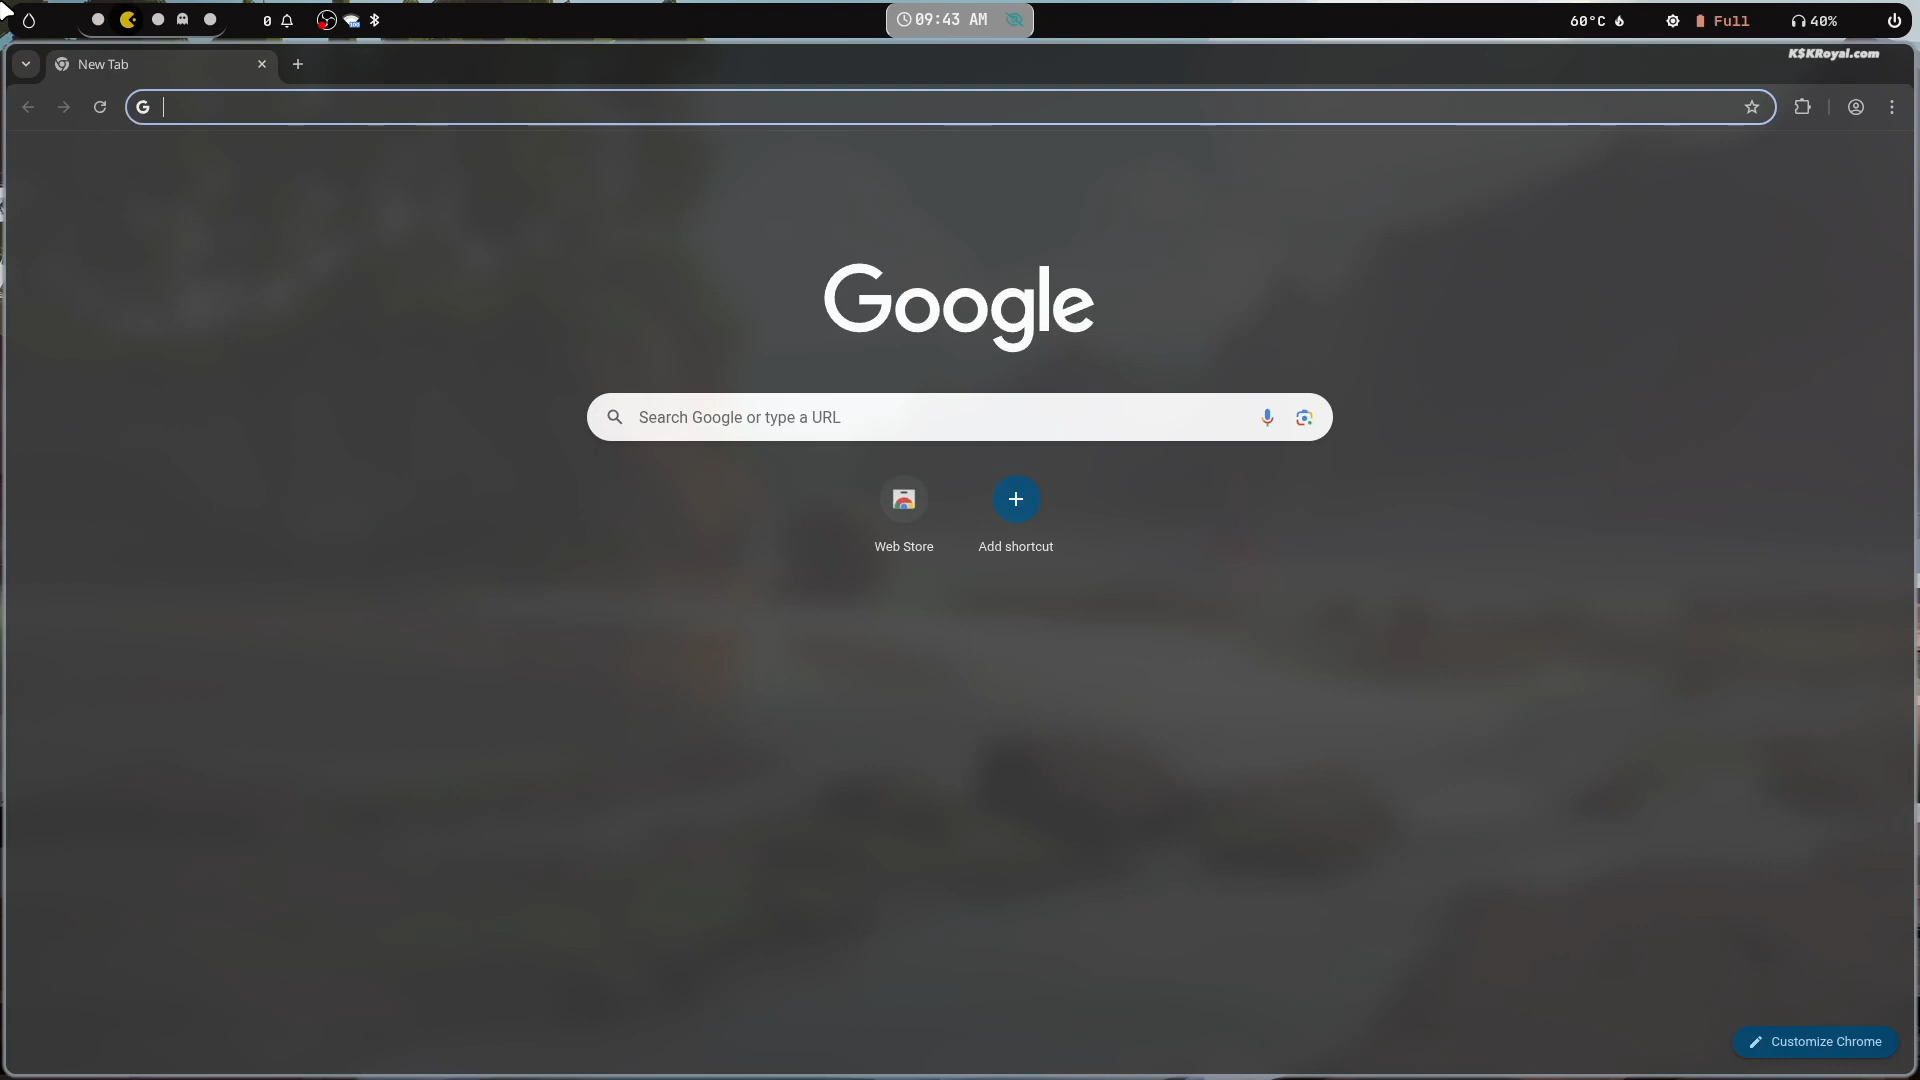 0
09:43 AM
60°C
Full
40%
K$KRoyal.com
New Tab
Google
Search Google or type a URL
Web Store
Add shortcut
Customize Chrome